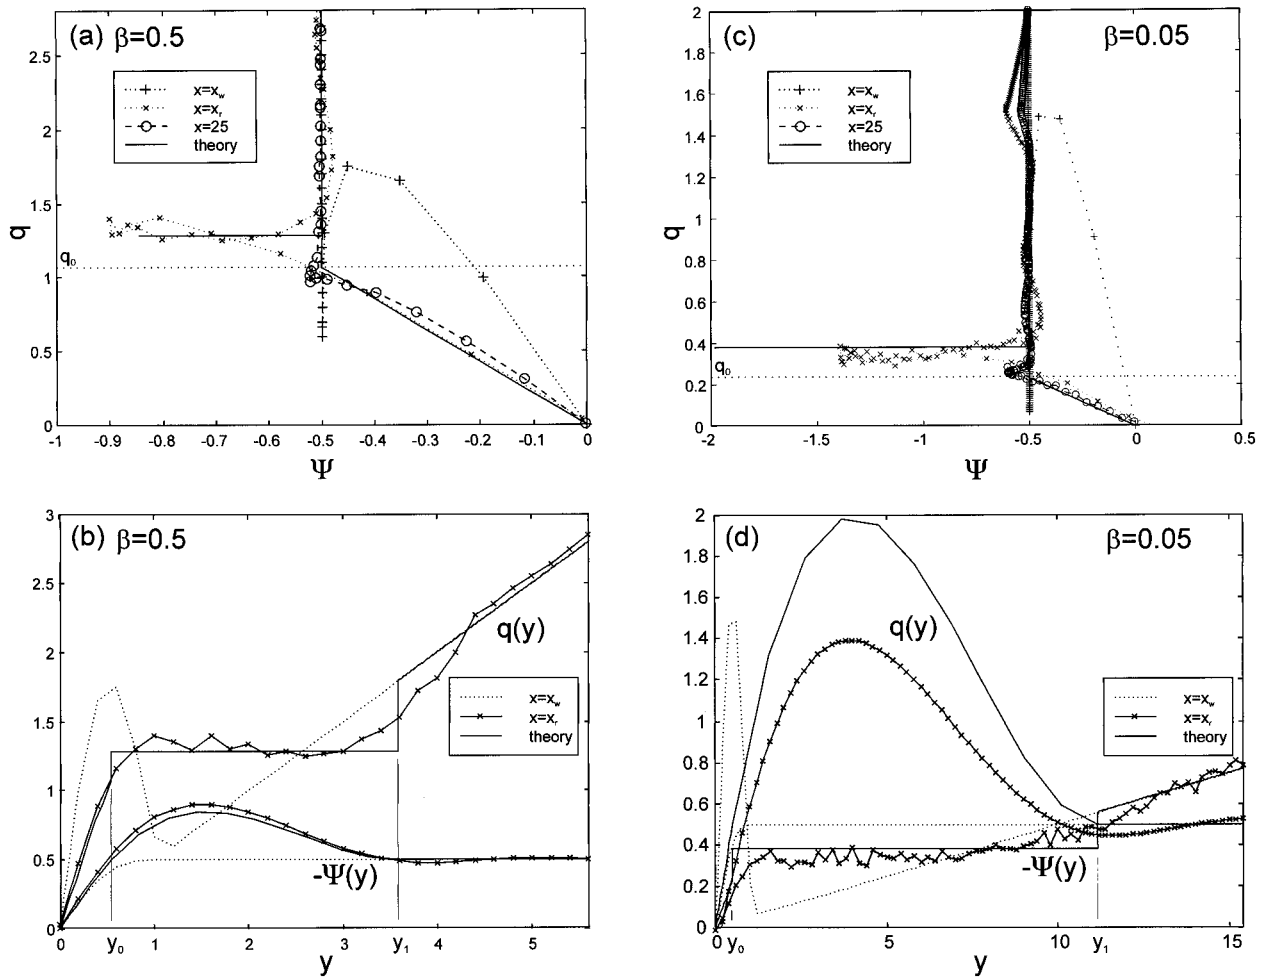 (a) β=0.5
2.5
2
1.5
1
0.5
0
q
q₀
x=x_w
x=x_r
x=25
theory
-1 -0.9 -0.8 -0.7 -0.6 -0.5 -0.4 -0.3 -0.2 -0.1 0
Ψ
(c) β=0.05
2
1.8
1.6
1.4
1.2
1
0.8
0.6
0.4
0.2
0
q
q₀
x=x_w
x=x_r
x=25
theory
-2 -1.5 -1 -0.5 0 0.5
Ψ
(b) β=0.5
3
2.5
2
1.5
1
0.5
0
q(y)
-Ψ(y)
x=x_w
x=x_r
theory
0 y₀ 1 2 3 y₁ 4 5
y
(d) β=0.05
2
1.8
1.6
1.4
1.2
1
0.8
0.6
0.4
0.2
0
q(y)
-Ψ(y)
x=x_w
x=x_r
theory
0 y₀ 5 10 y₁ 15
y